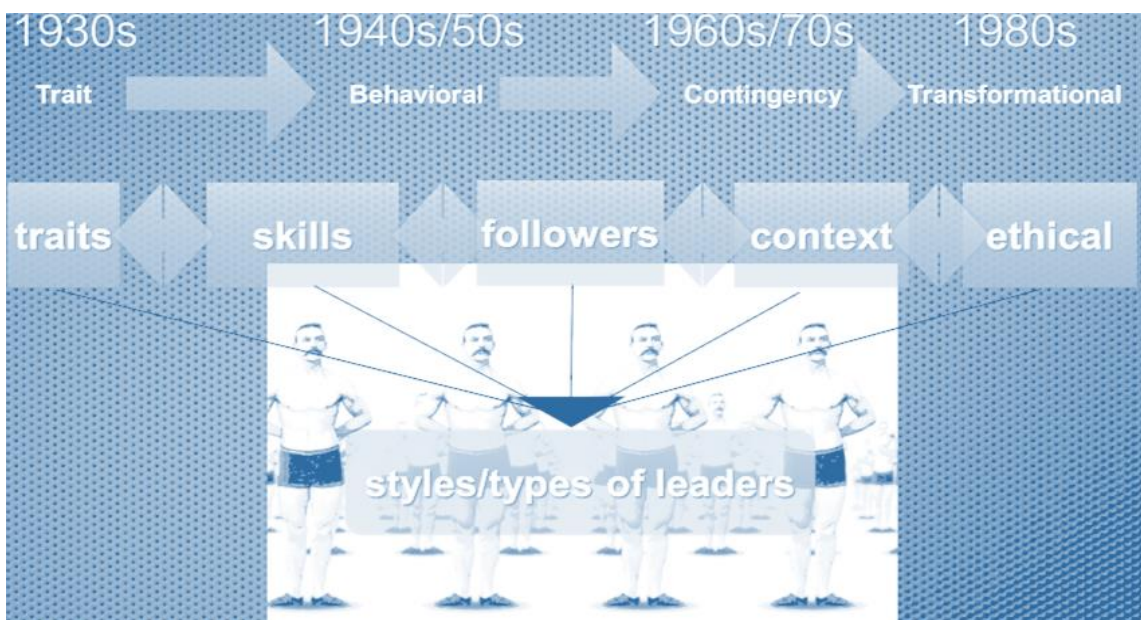 1930s 1940s/50s 1960s/70s 1980s
Trait Behavioral Contingency Transformational
traits skills followers context ethical
styles/types of leaders